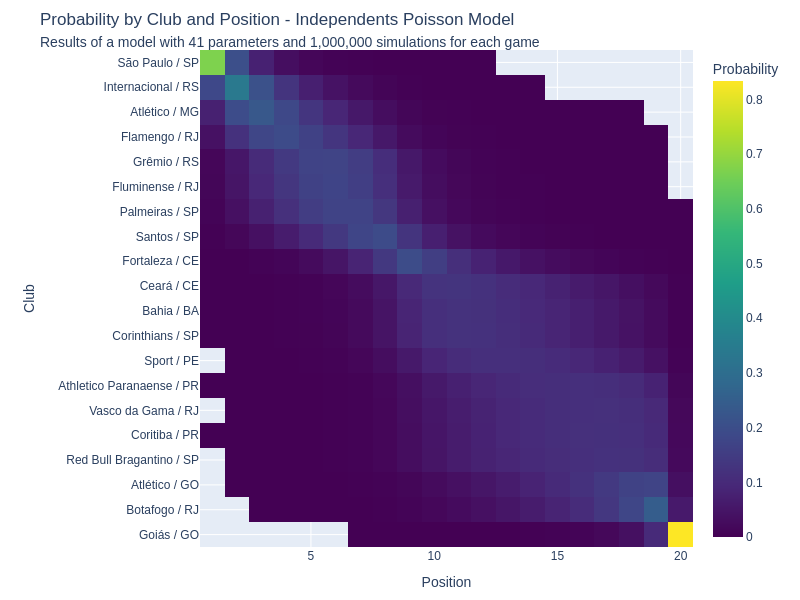 Probability by Club and Position - Independents Poisson Model
Results of a model with 41 parameters and 1,000,000 simulations for each game
Probability
São Paulo / SP
Internacional / RS
Atlético / MG
Flamengo / RJ
Grêmio / RS
Fluminense / RJ
Palmeiras / SP
Santos / SP
Fortaleza / CE
Ceará / CE
Bahia / BA
Corinthians / SP
Sport / PE
Athletico Paranaense / PR
Vasco da Gama / RJ
Coritiba / PR
Red Bull Bragantino / SP
Atlético / GO
Botafogo / RJ
Goiás / GO
Club
5
10
15
20
Position
0.8
0.7
0.6
0.5
0.4
0.3
0.2
0.1
0